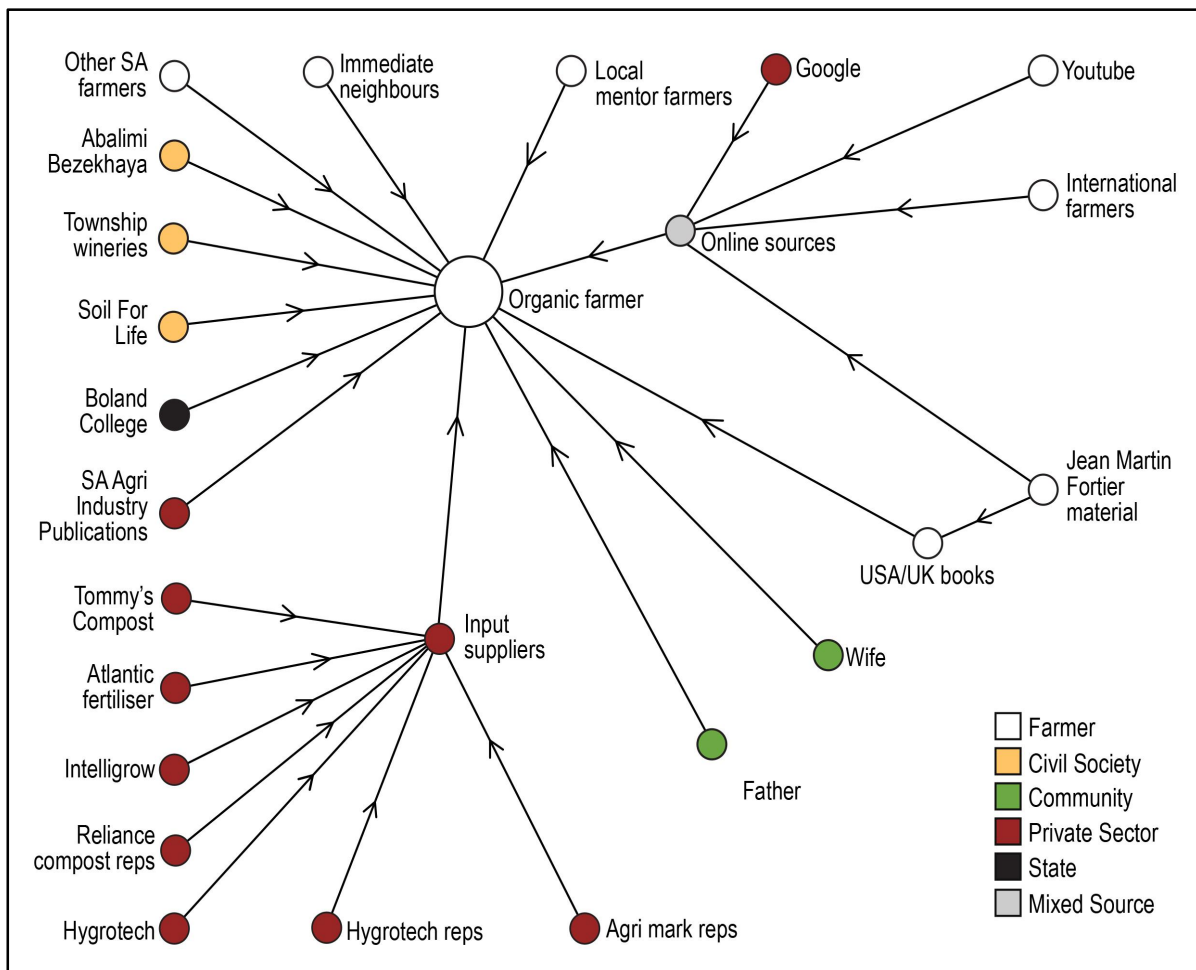 Other SA
farmers
Immediate
neighbours
Local
mentor farmers
Google
Youtube
Abalimi
Bezekhaya
International
farmers
Township
wineries
Online sources
Organic farmer
Soil For
Life
Boland
College
SA Agri
Industry
Publications
Jean Martin
Fortier
material
USA/UK books
Tommy's
Compost
Input
suppliers
Wife
Atlantic
fertiliser
Father
Intelligrow
Reliance
compost reps
Hygrotech
Hygrotech reps
Agri mark reps
Farmer
Civil Society
Community
Private Sector
State
Mixed Source